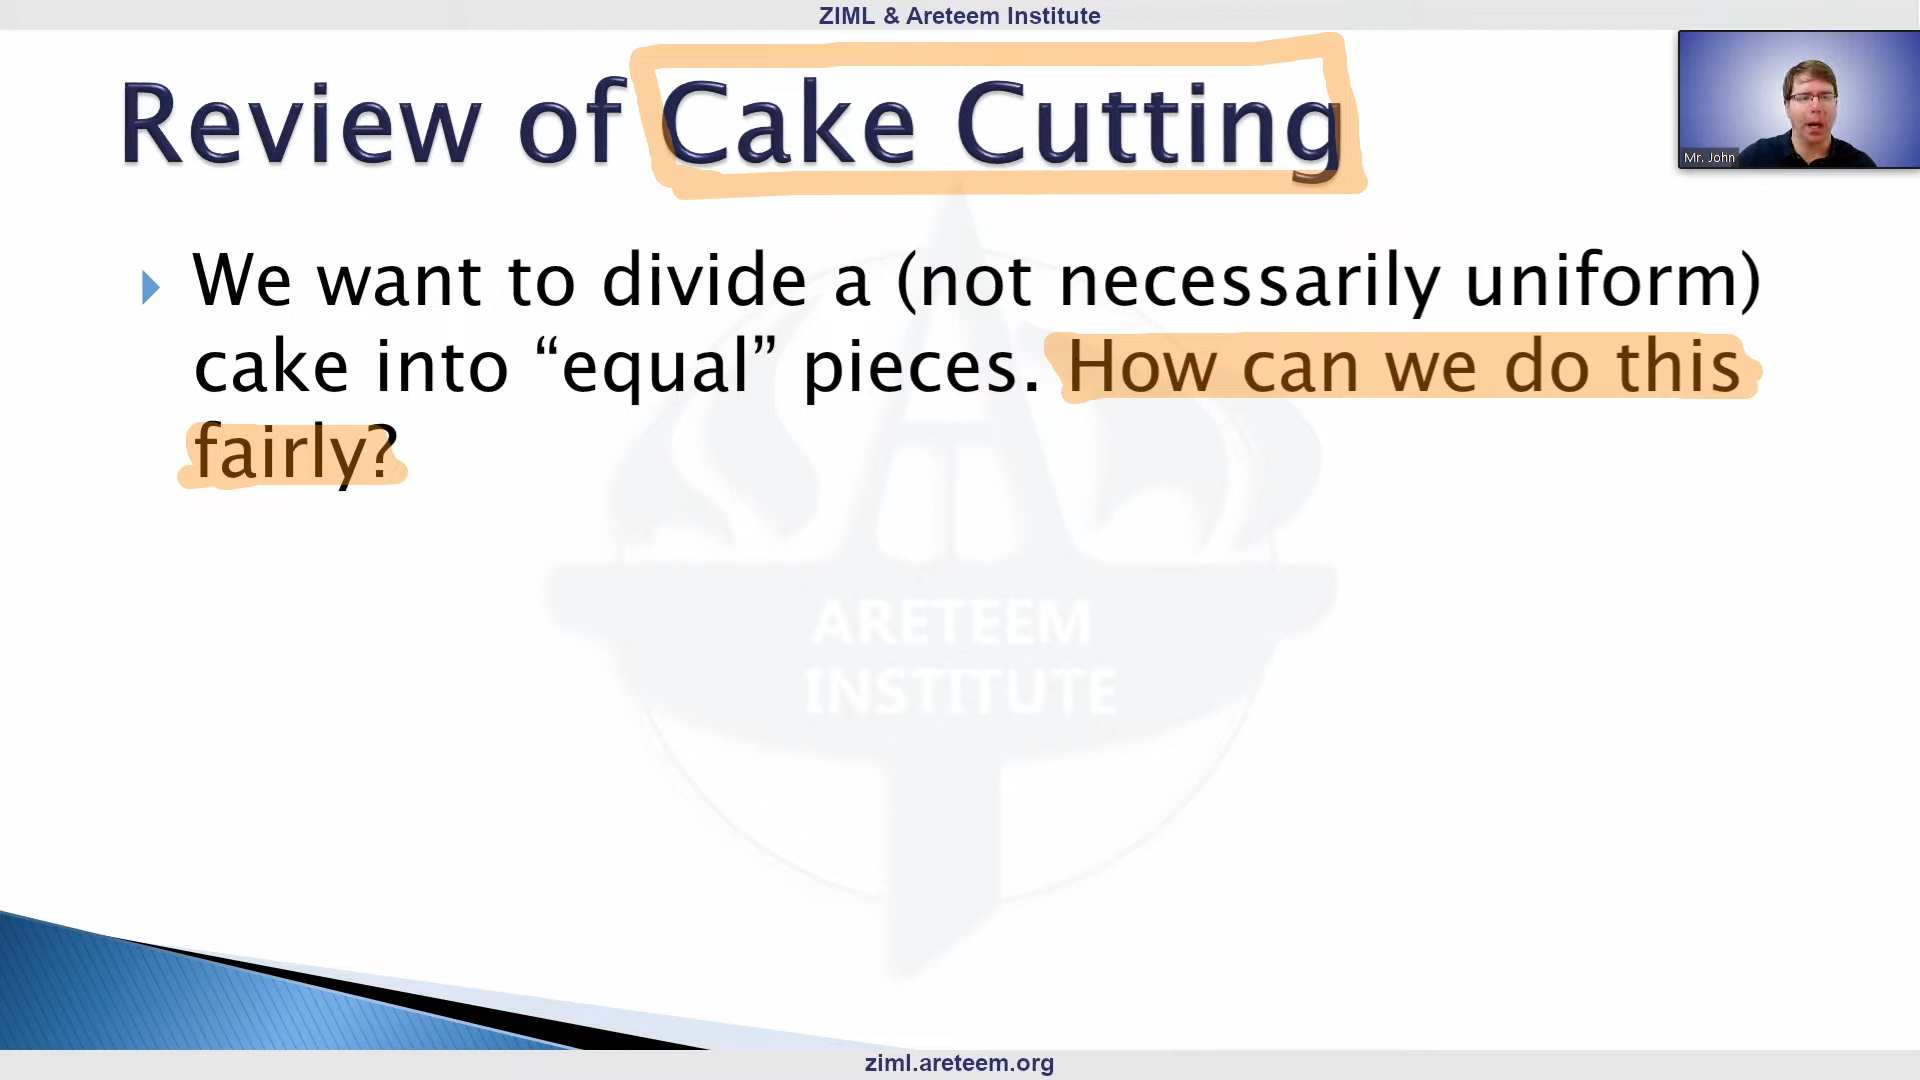 ZIML & Areteem Institute
Review of Cake Cutting
Mr. John
We want to divide a (not necessarily uniform)
cake into “equal” pieces. How can we do this
fairly?
ARETEEM
INSTITUTE
ziml.areteem.org